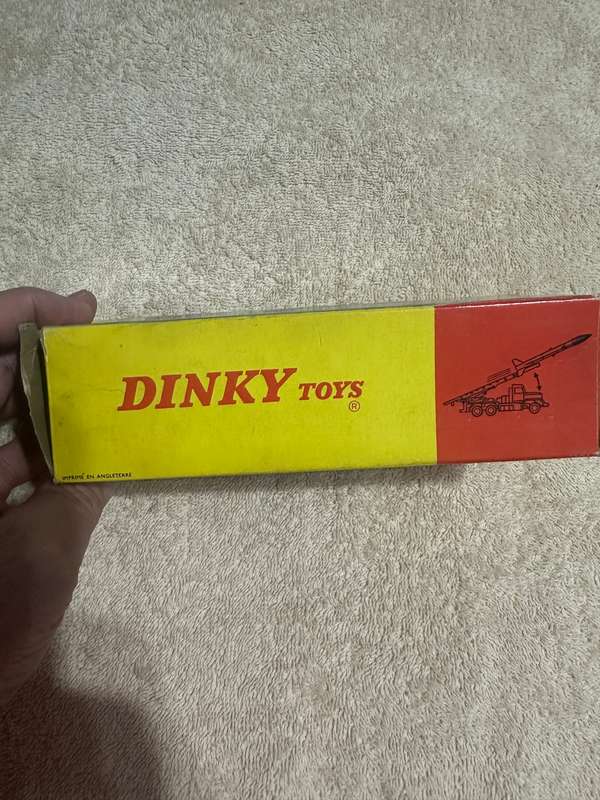 DINKY TOYS
®
IMPRIMÉ EN ANGLETERRE